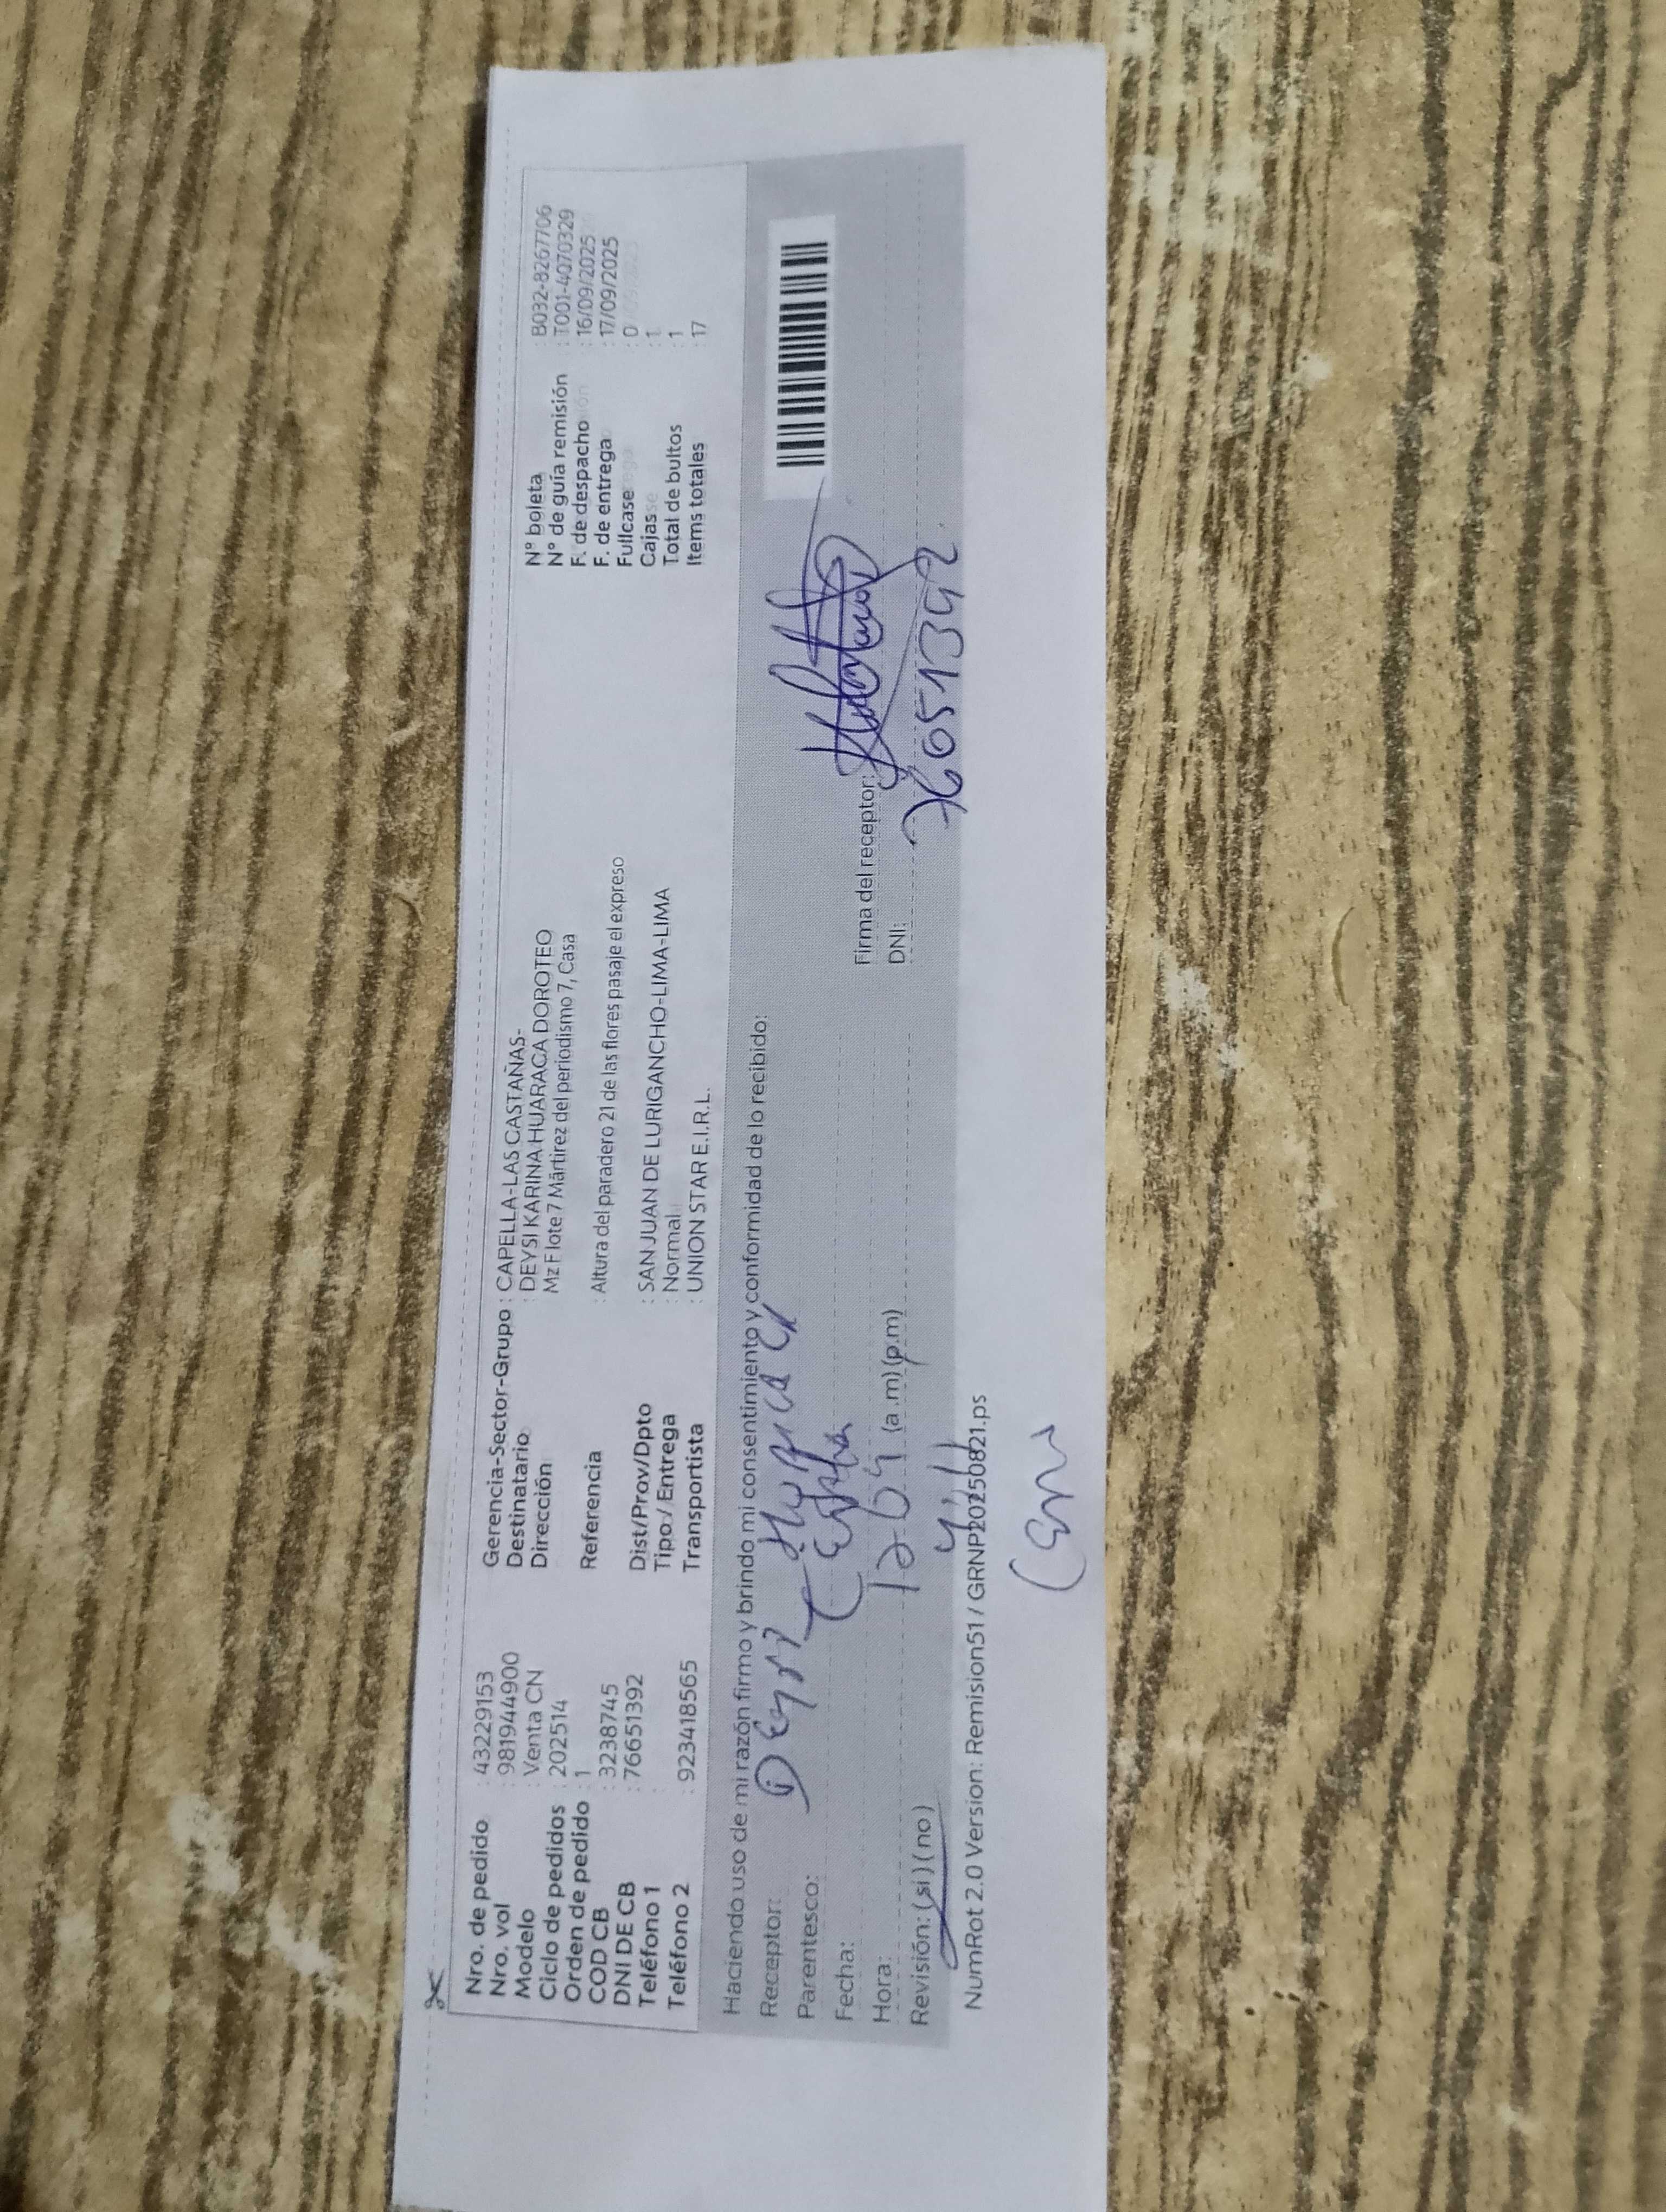 Nro. de pedido : 43229153
Nro. vol : 981944900
Modelo : Venta CN
Ciclo de pedidos : 202514
Orden de pedido : 1
COD CB : 3238745
DNI DE CB : 76651392
Teléfono 1 :
Teléfono 2 : 923418565
Gerencia-Sector-Grupo : CAPELLA-LAS CASTAÑAS-
Destinatario : DEYSI KARINA HUARACA DOROTEO
Dirección Mz F lote 7 Mártirez del periodismo 7, Casa
Referencia : Altura del paradero 21 de las flores pasaje el expreso
Dist/Prov/Dpto : SAN JUAN DE LURIGANCHO-LIMA-LIMA
Tipo / Entrega : Normal
Transportista : UNION STAR E.I.R.L.
N° boleta : B032-8267706
N° de guía remisión : T001-4070329
F. de despacho : 16/09/2025
F. de entrega : 17/09/2025
Fullcase : 0
Cajas : 1
Total de bultos : 1
Items totales : 17
Haciendo uso de mi razón firmo y brindo mi consentimiento y conformidad de lo recibido:
Receptor:
Parentesco:
Fecha:
Hora: (a .m) (p.m)
Revisión: (si) (no)
Firma del receptor:
DNI:
NumRot 2.0 Version: Remision51 / GRNP20250821.ps